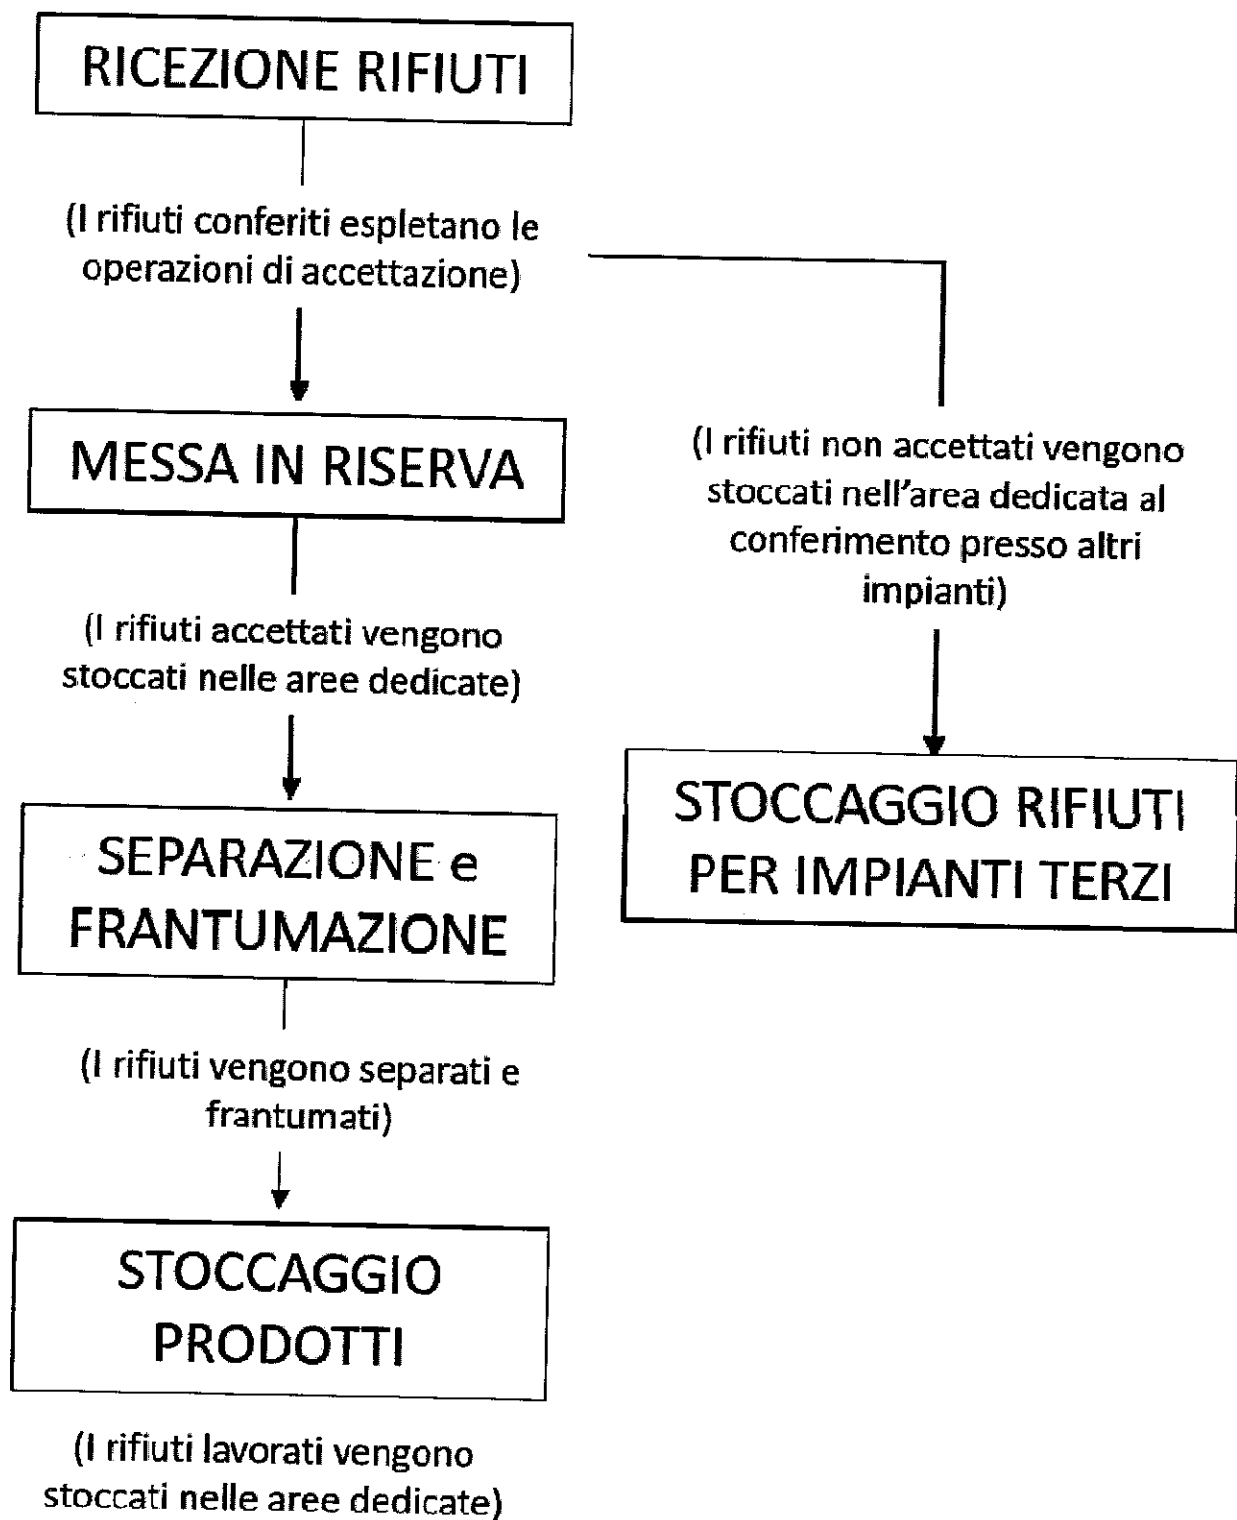 RICEZIONE RIFIUTI
(I rifiuti conferiti espletano le
operazioni di accettazione)
MESSA IN RISERVA
(I rifiuti non accettati vengono
stoccati nell'area dedicata al
conferimento presso altri
impianti)
(I rifiuti accettati vengono
stoccati nelle aree dedicate)
STOCCAGGIO RIFIUTI
PER IMPIANTI TERZI
SEPARAZIONE e
FRANTUMAZIONE
(I rifiuti vengono separati e
frantumati)
STOCCAGGIO
PRODOTTI
(I rifiuti lavorati vengono
stoccati nelle aree dedicate)